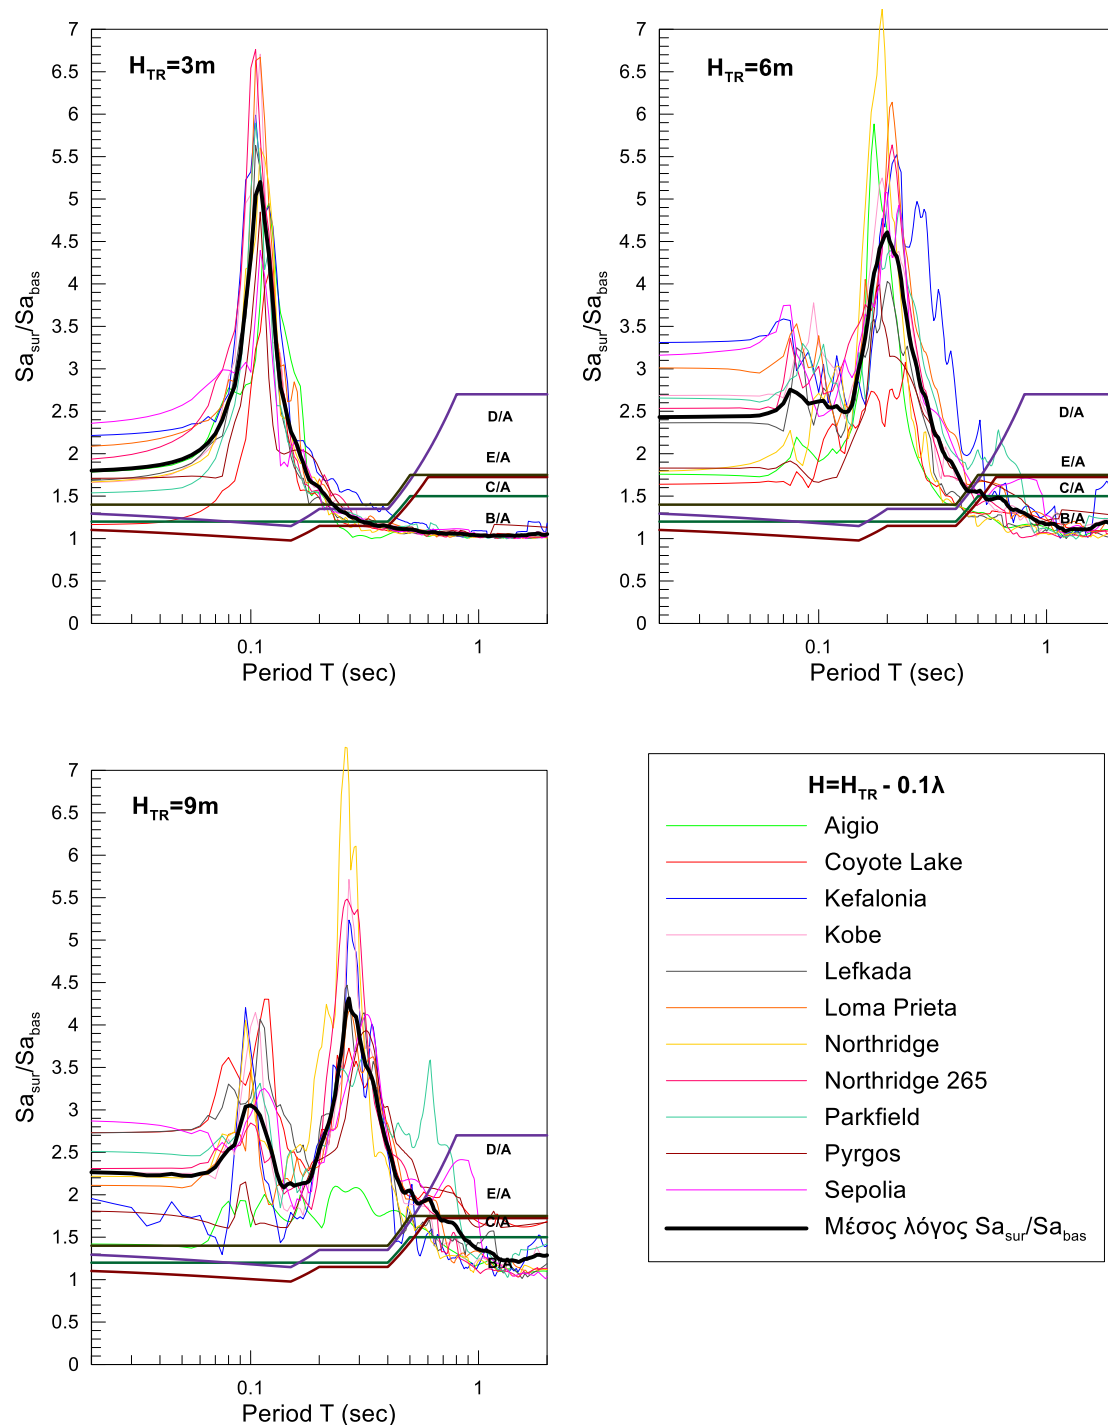 H_TR=3m
7
6.5
6
5.5
5
4.5
4
3.5
3
2.5
2
1.5
1
0.5
0
Sa_sur/Sa_bas
D/A
E/A
C/A
B/A
0.1 1
Period T (sec)
H_TR=6m
7
6.5
6
5.5
5
4.5
4
3.5
3
2.5
2
1.5
1
0.5
0
Sa_sur/Sa_bas
D/A
E/A
C/A
B/A
0.1 1
Period T (sec)
H_TR=9m
7
6.5
6
5.5
5
4.5
4
3.5
3
2.5
2
1.5
1
0.5
0
Sa_sur/Sa_bas
D/A
E/A
C/A
B/A
0.1 1
Period T (sec)
H=H_TR - 0.1λ
Aigio
Coyote Lake
Kefalonia
Kobe
Lefkada
Loma Prieta
Northridge
Northridge 265
Parkfield
Pyrgos
Sepolia
Μέσος λόγος Sa_sur/Sa_bas